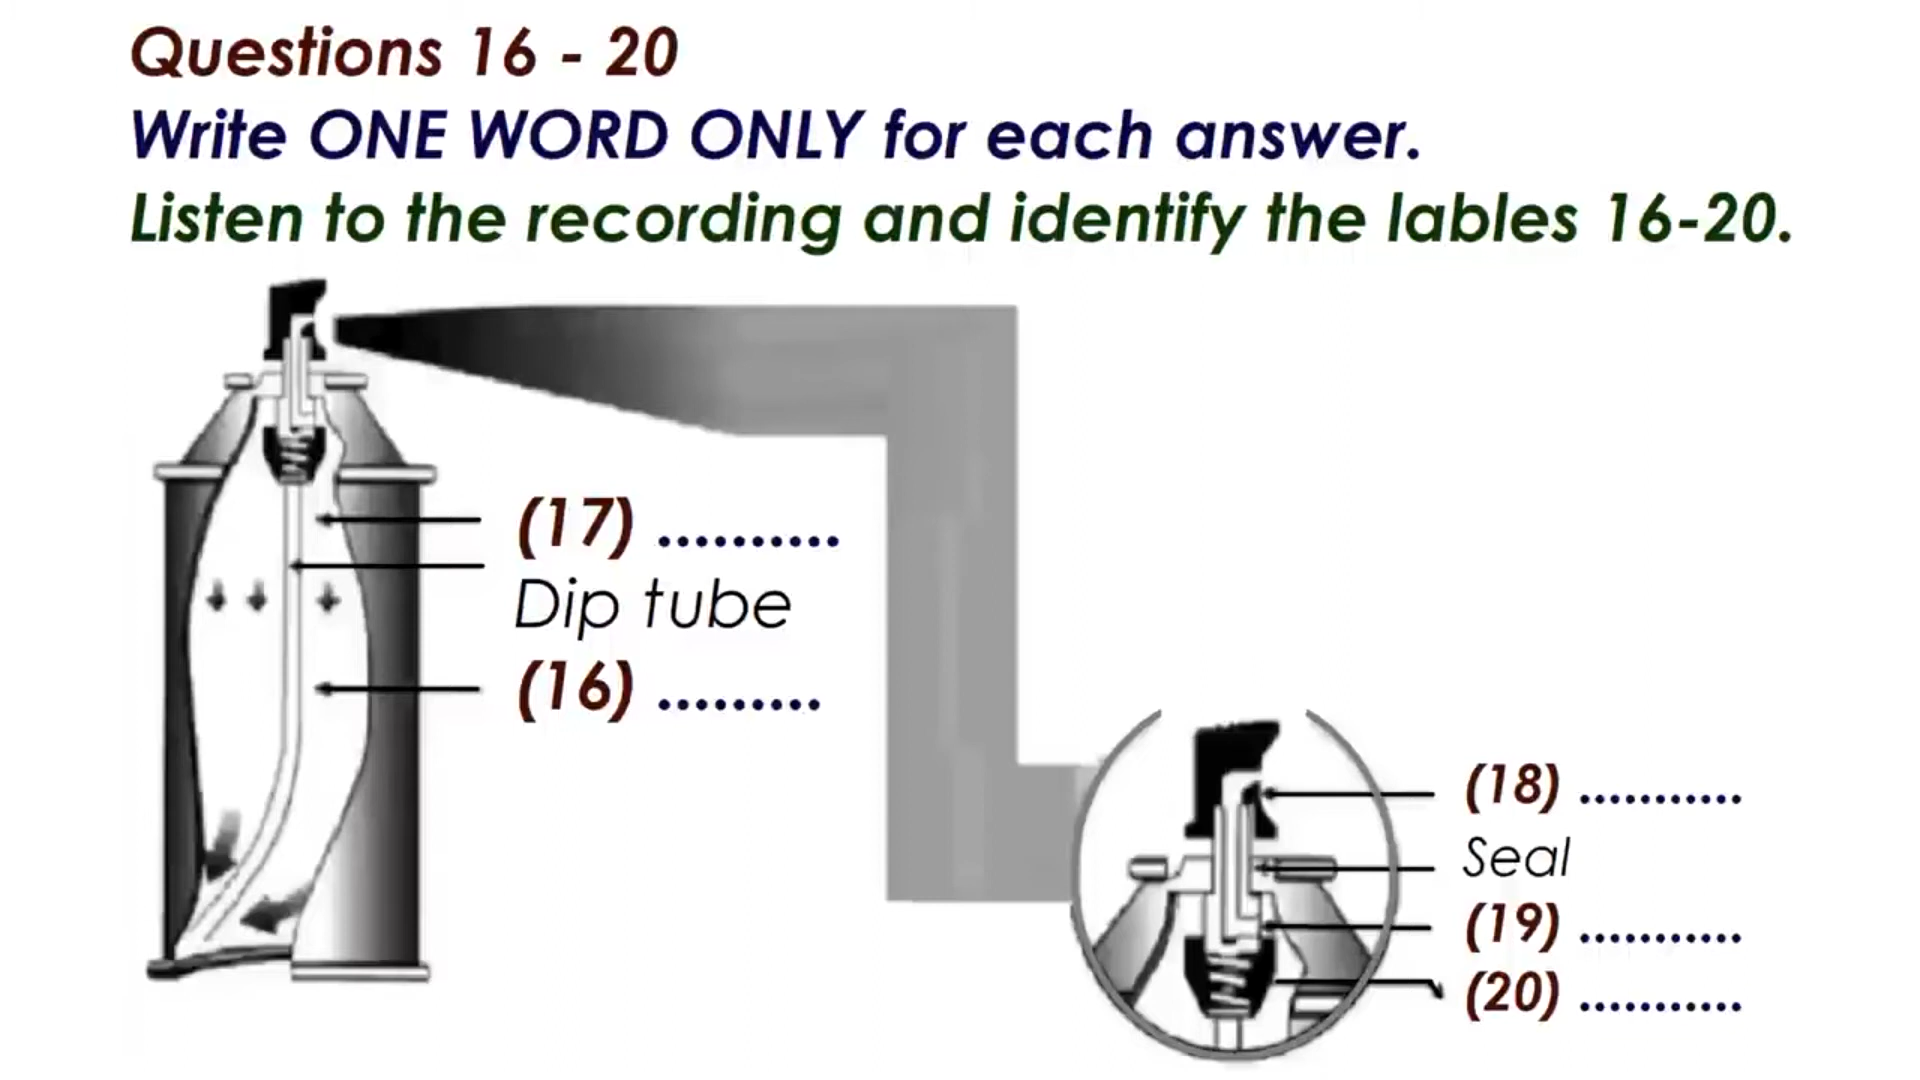 Questions 16 - 20
Write ONE WORD ONLY for each answer.
Listen to the recording and identify the lables 16-20.
(17) ..........
Dip tube
(16) .........
(18) .........
Seal
(19) .........
(20) .........